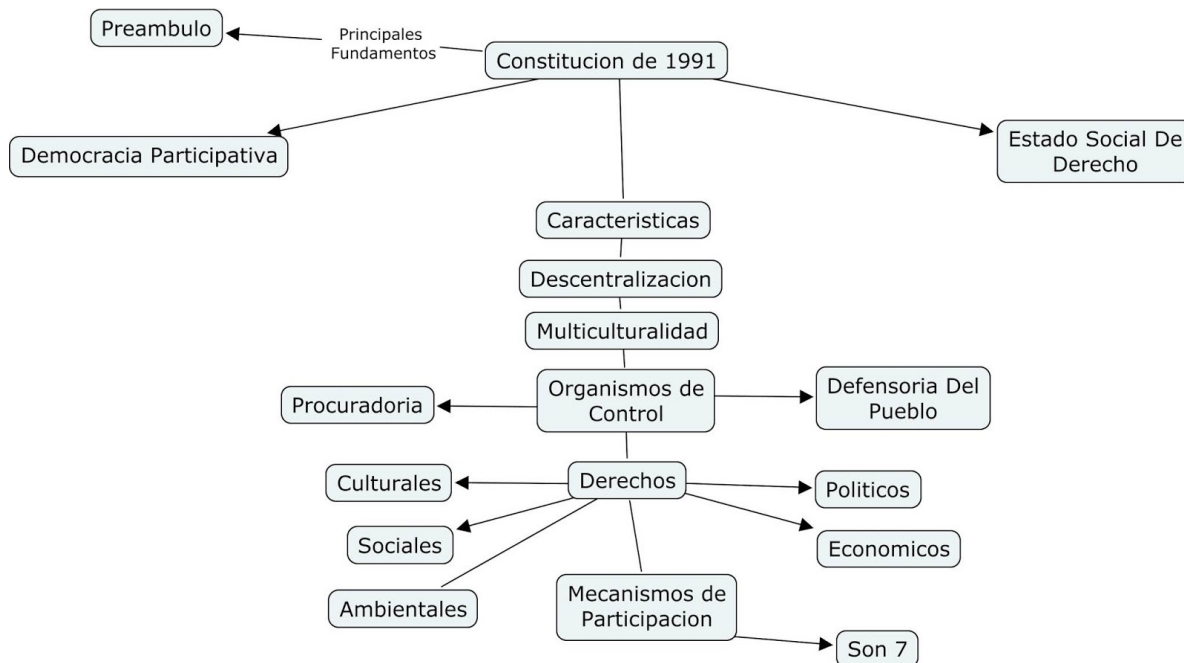 Preambulo
Principales
Fundamentos
Constitucion de 1991
Democracia Participativa
Estado Social De
Derecho
Caracteristicas
Descentralizacion
Multiculturalidad
Procuradoria
Organismos de
Control
Defensoria Del
Pueblo
Culturales
Derechos
Politicos
Sociales
Economicos
Ambientales
Mecanismos de
Participacion
Son 7